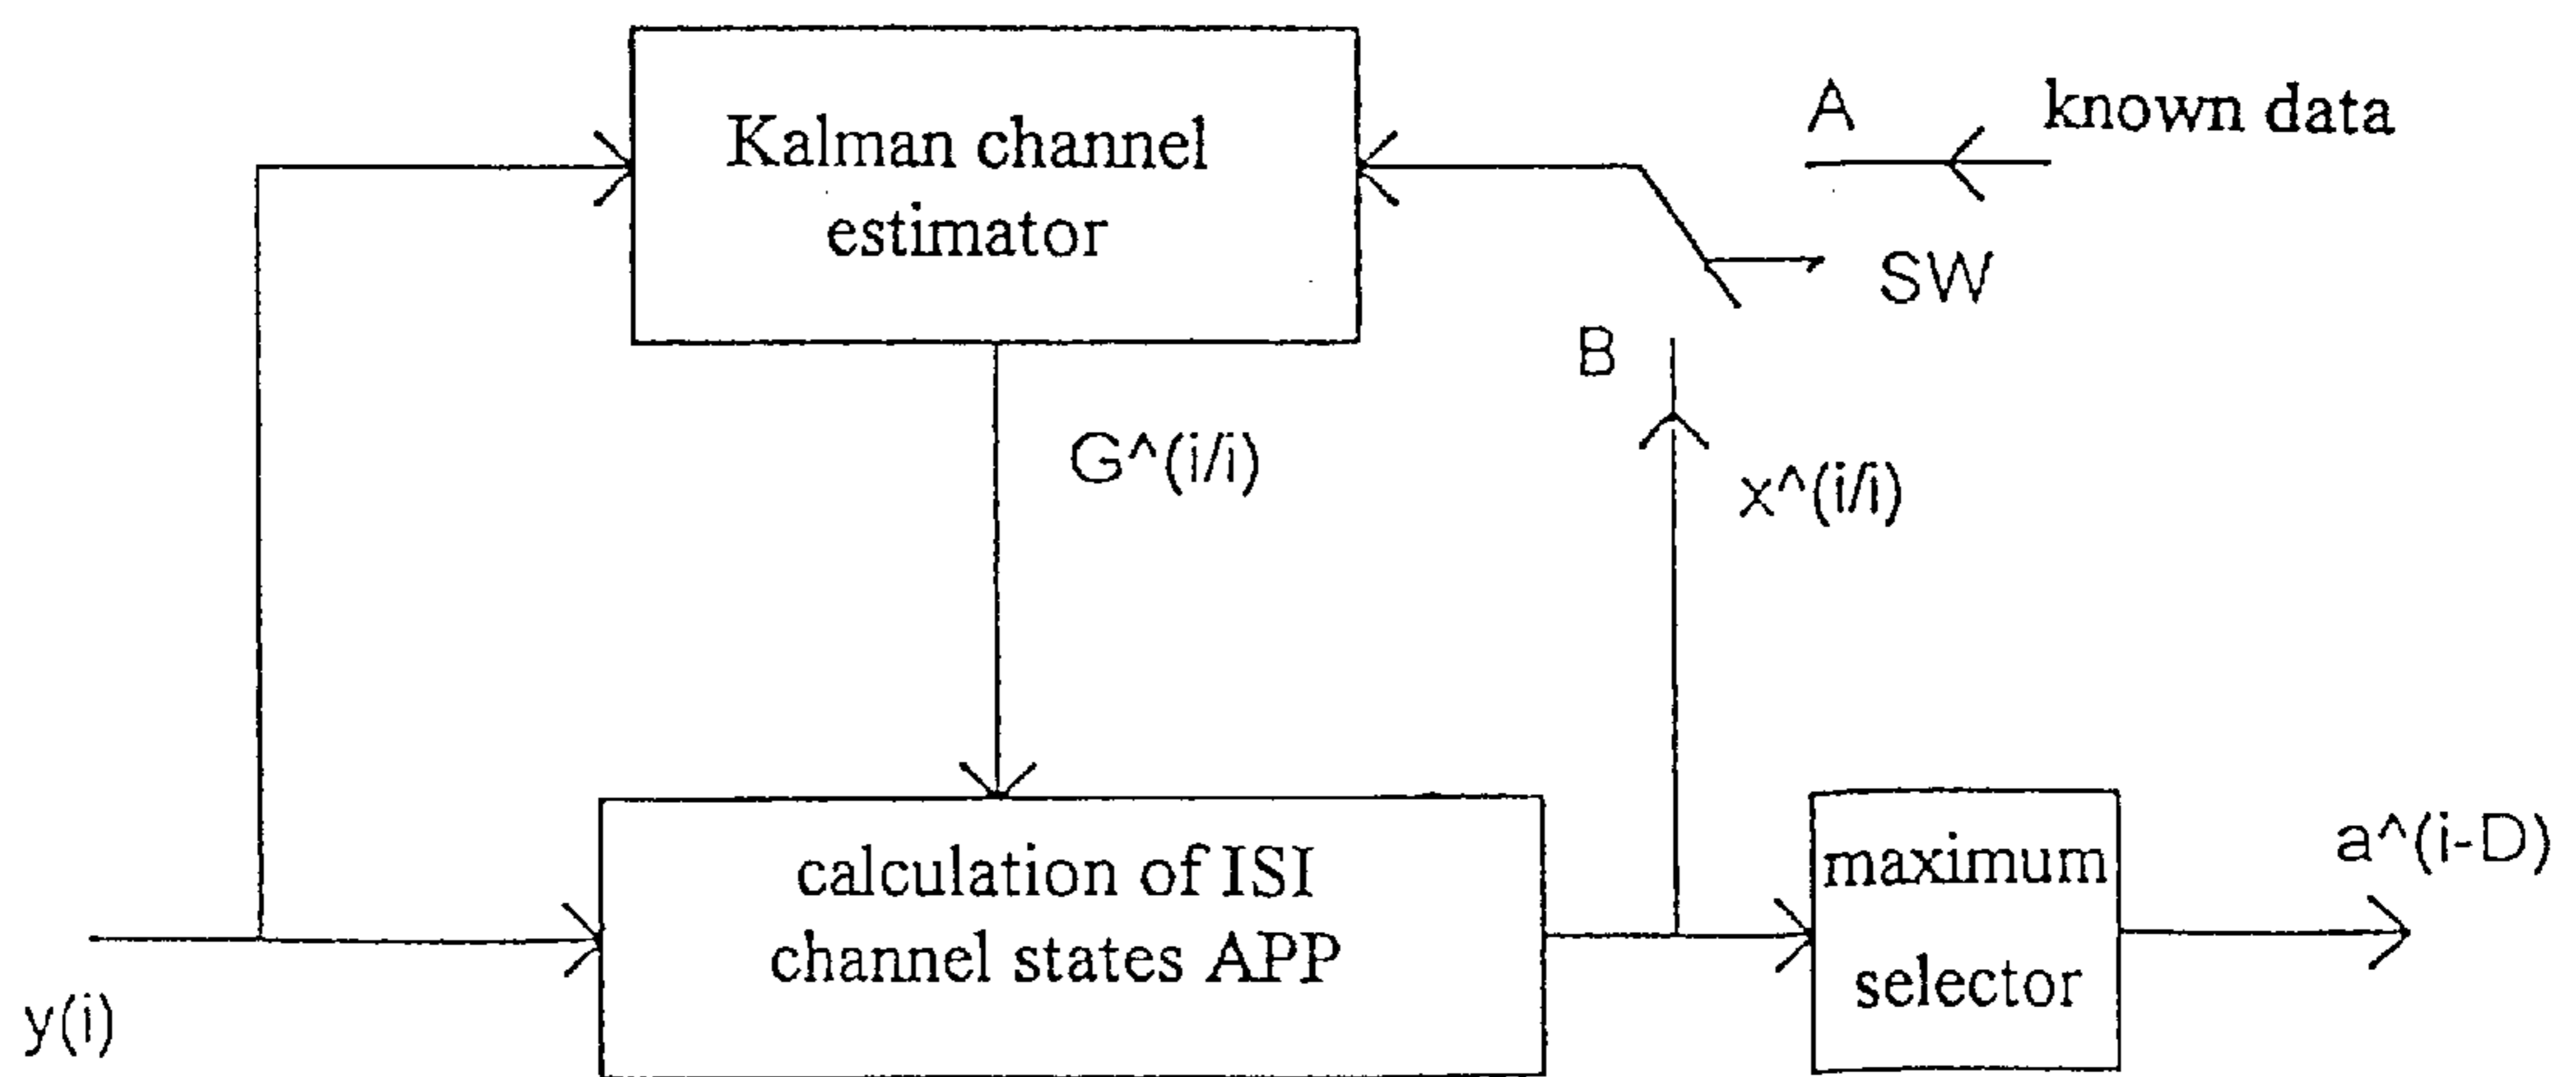 Kalman channel
estimator
A
known data
SW
B
G^(i/i)
x^(i/i)
calculation of ISI
channel states APP
maximum
selector
a^(i-D)
y(i)